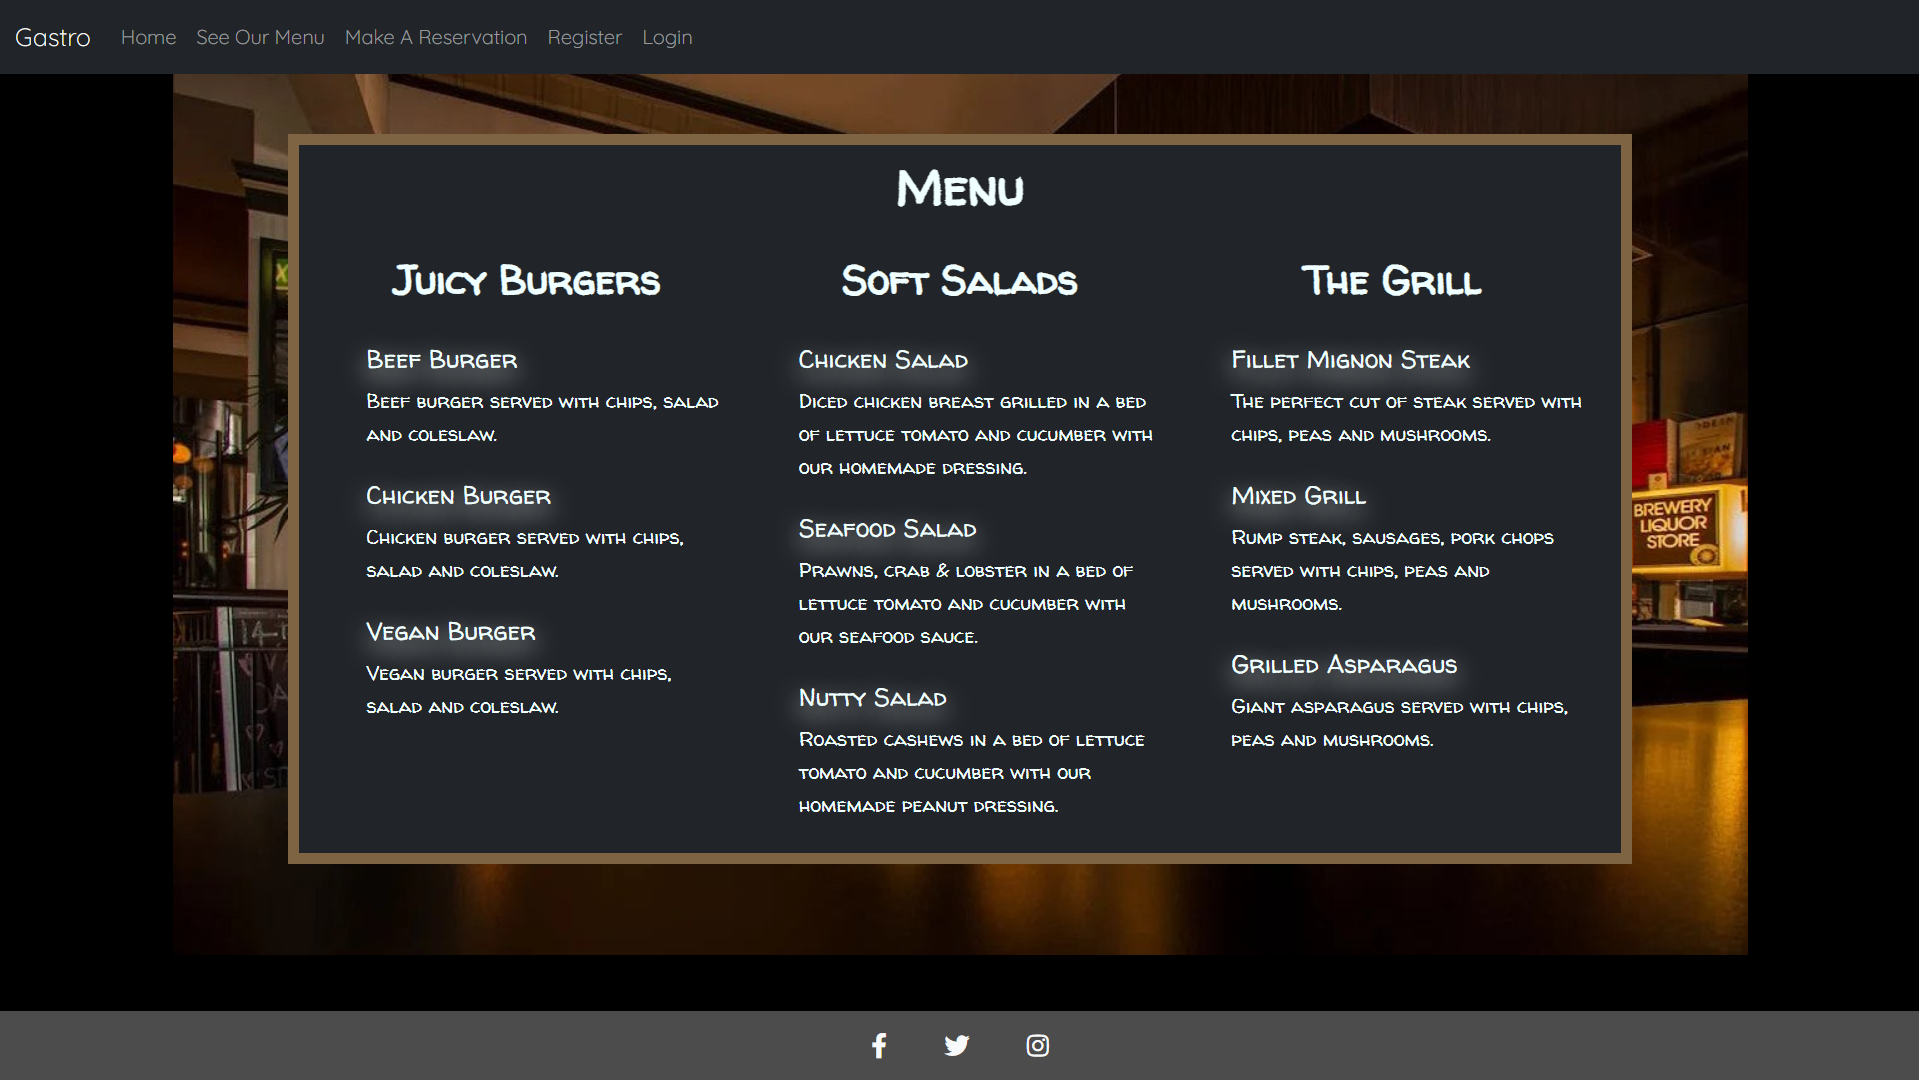 Gastro Home See Our Menu Make A Reservation Register Login
Menu
Juicy Burgers
Beef Burger
Beef burger served with chips, salad
and coleslaw.
Chicken Burger
Chicken burger served with chips,
salad and coleslaw.
Vegan Burger
Vegan burger served with chips,
salad and coleslaw.
Soft Salads
Chicken Salad
Diced chicken breast grilled in a bed
of lettuce tomato and cucumber with
our homemade dressing.
Seafood Salad
Prawns, crab & lobster in a bed of
lettuce tomato and cucumber with
our seafood sauce.
Nutty Salad
Roasted cashews in a bed of lettuce
tomato and cucumber with our
homemade peanut dressing.
The Grill
Fillet Mignon Steak
The perfect cut of steak served with
chips, peas and mushrooms.
Mixed Grill
Rump steak, sausages, pork chops
served with chips, peas and
mushrooms.
Grilled Asparagus
Giant asparagus served with chips,
peas and mushrooms.
BREWERY
LIQUOR
STORE